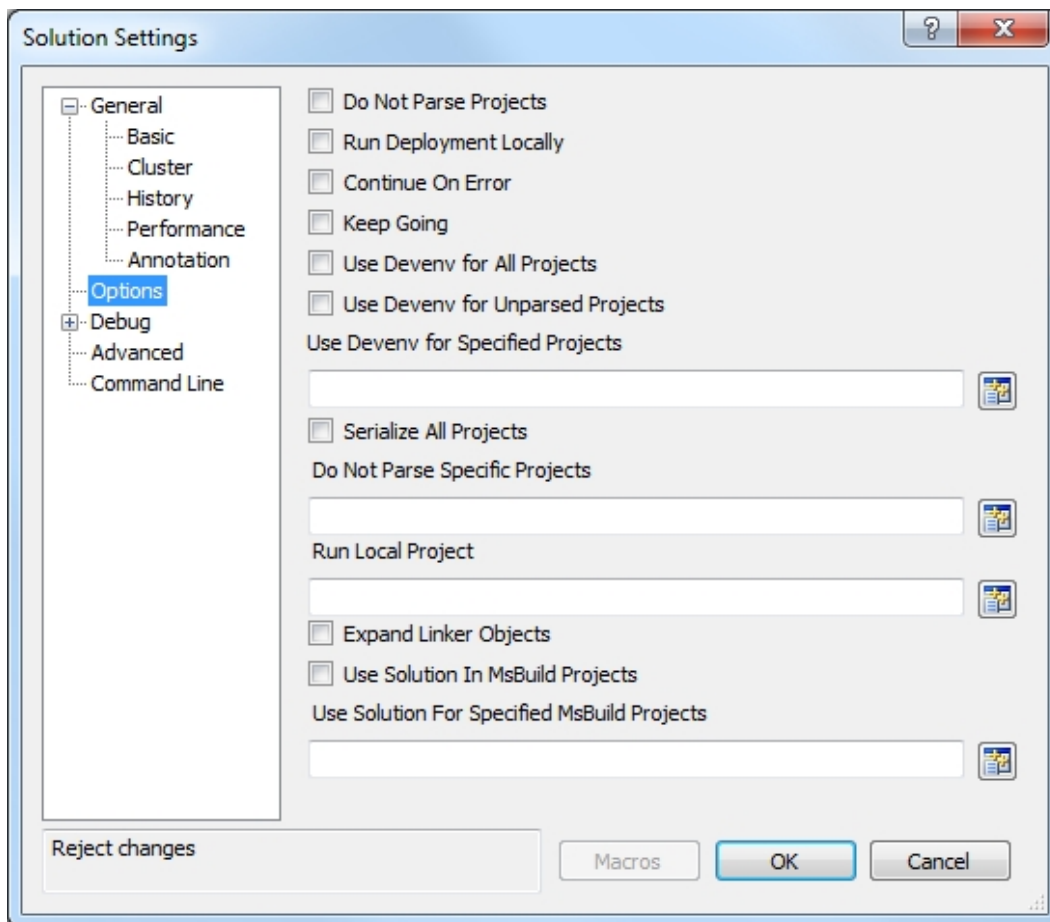 Solution Settings
General
Basic
Cluster
History
Performance
Annotation
Options
Debug
Advanced
Command Line
Do Not Parse Projects
Run Deployment Locally
Continue On Error
Keep Going
Use Devenv for All Projects
Use Devenv for Unparsed Projects
Use Devenv for Specified Projects
Serialize All Projects
Do Not Parse Specific Projects
Run Local Project
Expand Linker Objects
Use Solution In MsBuild Projects
Use Solution For Specified MsBuild Projects
Reject changes
Macros
OK
Cancel